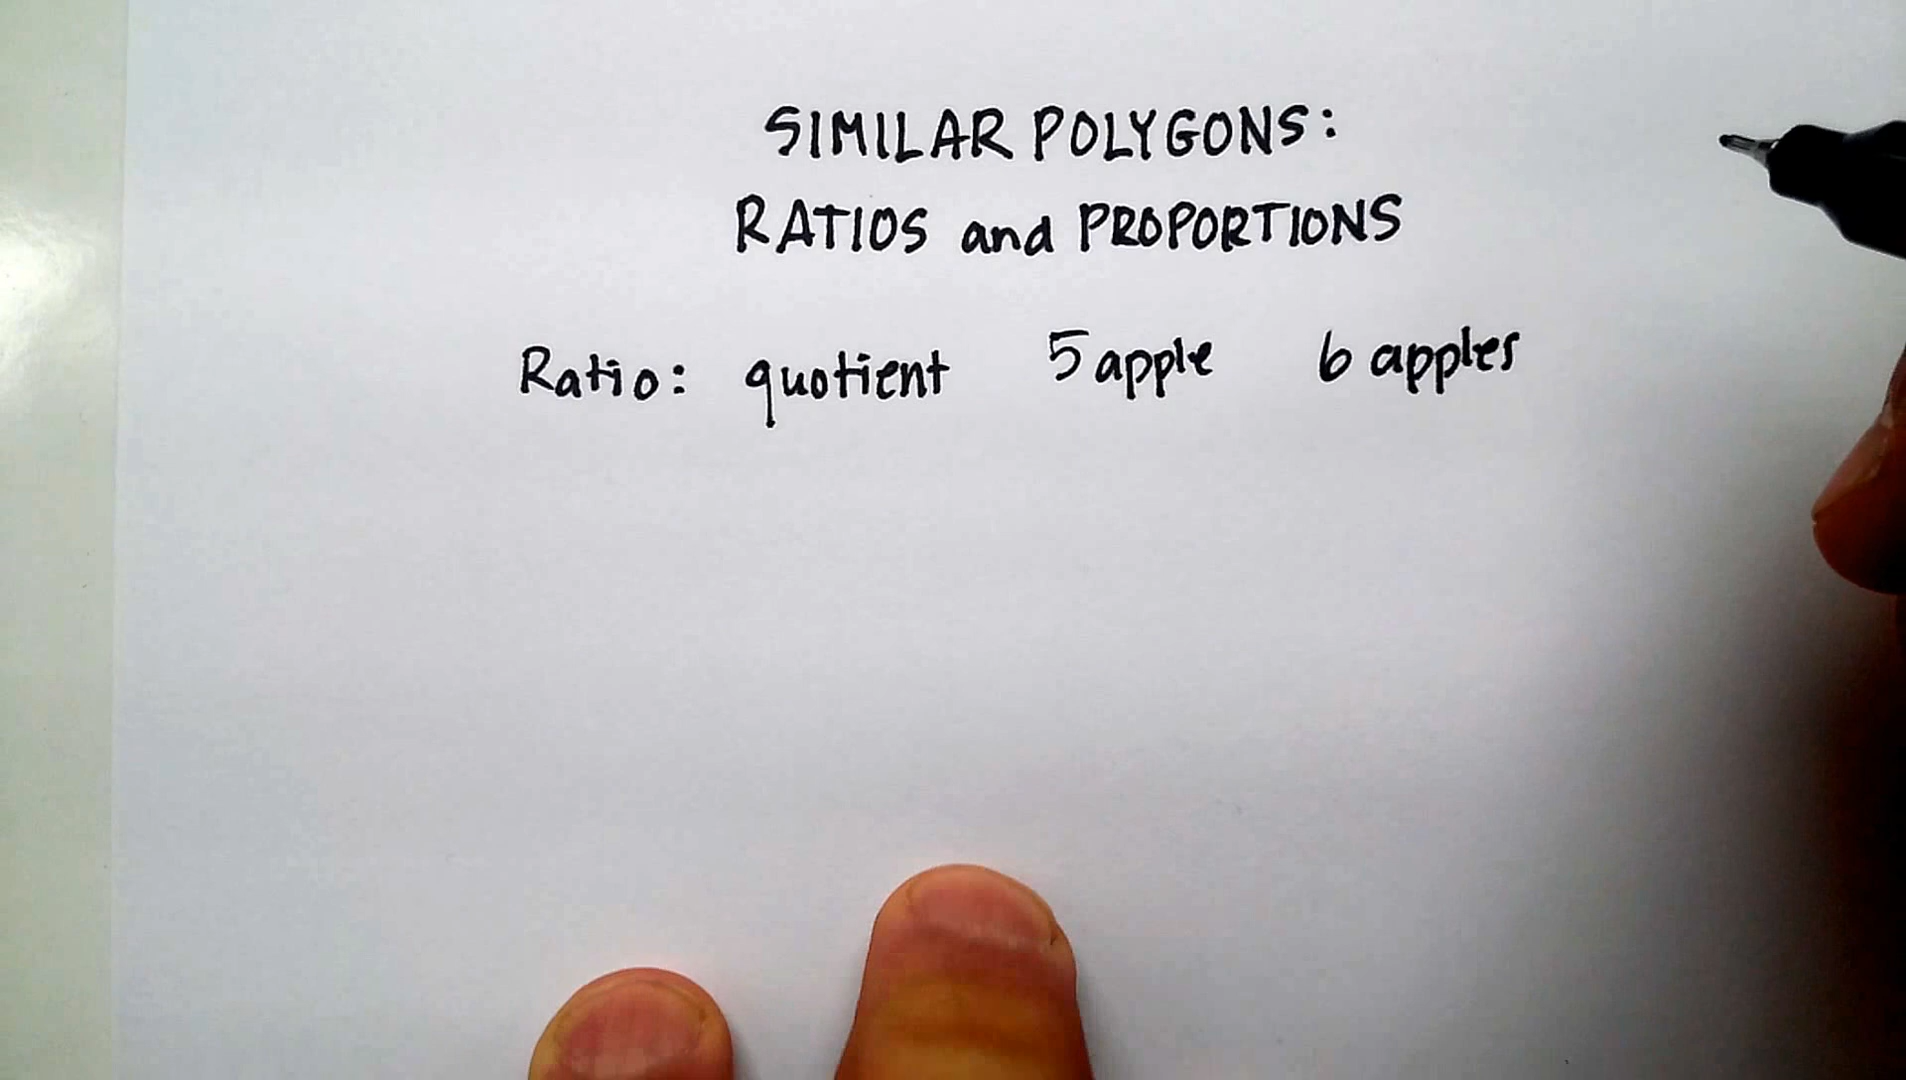 SIMILAR POLYGONS:
RATIOS and PROPORTIONS
Ratio: quotient 5 apple 6 apples